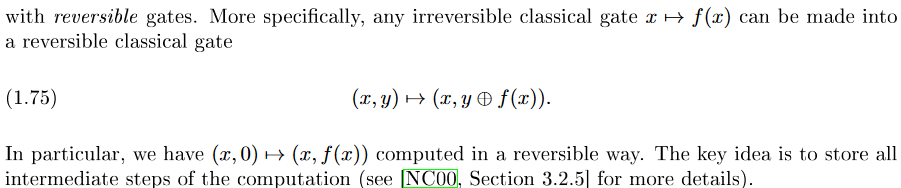 with reversible gates. More specifically, any irreversible classical gate x ↦ f(x) can be made into
a reversible classical gate
(1.75) (x, y) ↦ (x, y ⊕ f(x)).
In particular, we have (x, 0) ↦ (x, f(x)) computed in a reversible way. The key idea is to store all
intermediate steps of the computation (see [NC00, Section 3.2.5] for more details).